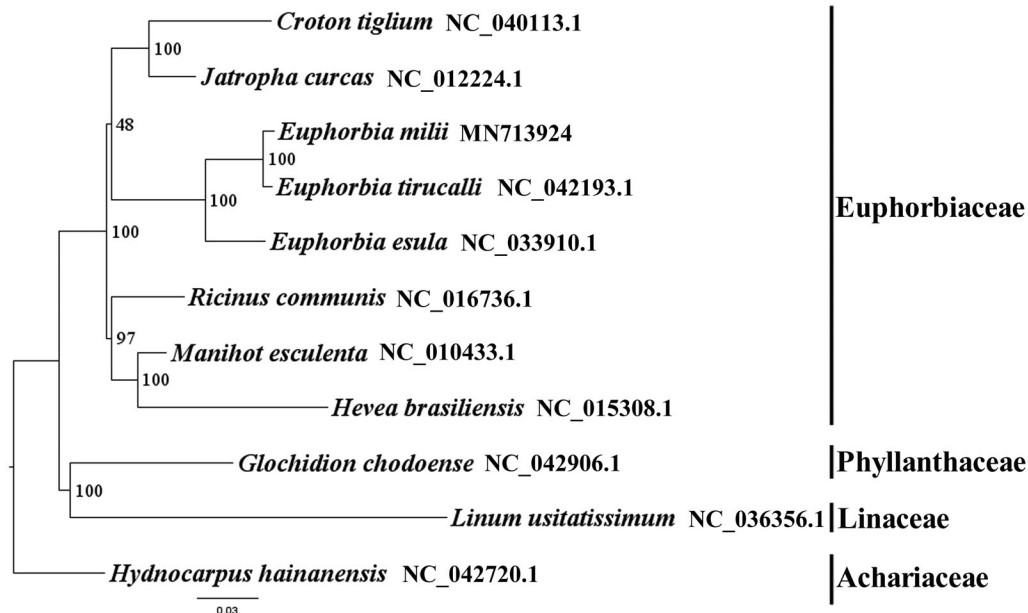 Croton tiglium NC_040113.1
100
Jatropha curcas NC_012224.1
48
Euphorbia milii MN713924
100
Euphorbia tirucalli NC_042193.1
100
Euphorbiaceae
100
Euphorbia esula NC_033910.1
Ricinus communis NC_016736.1
97
Manihot esculenta NC_010433.1
100
Hevea brasiliensis NC_015308.1
Glochidion chodoense NC_042906.1
Phyllanthaceae
100
Linum usitatissimum NC_036356.1
Linaceae
Hydnocarpus hainanensis NC_042720.1
Achariaceae
0.03